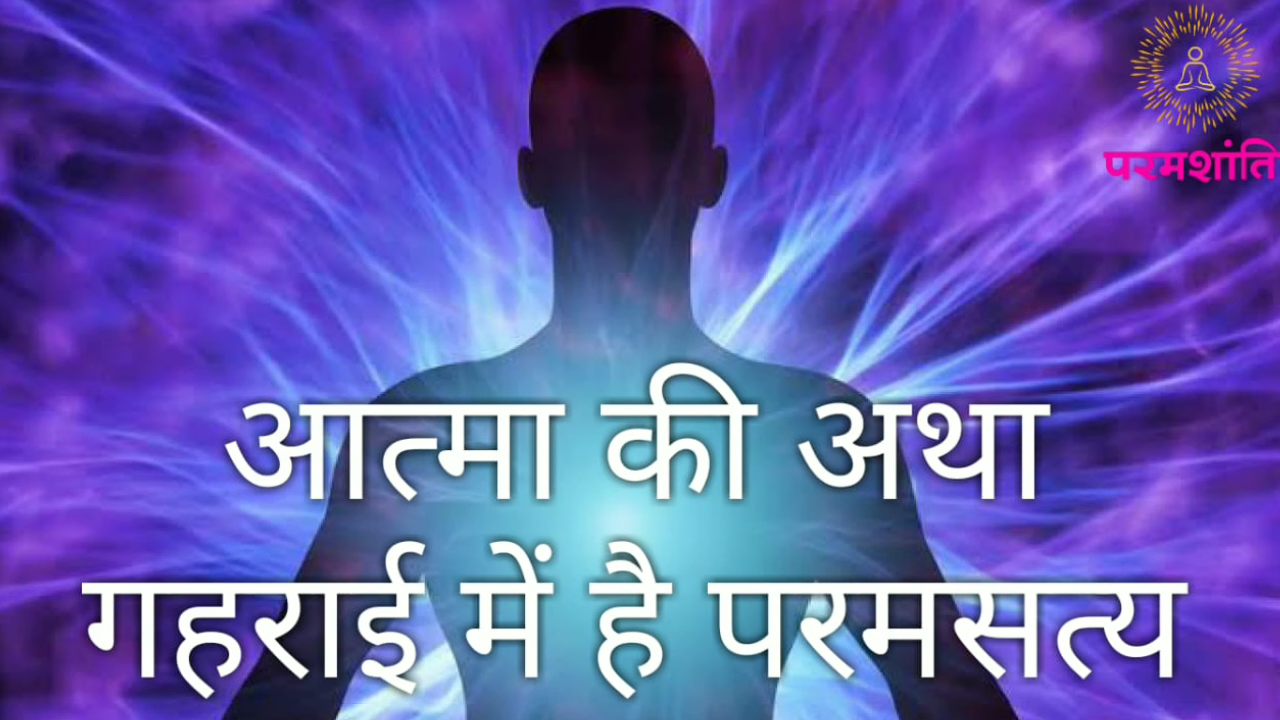 परमशांति
आत्मा की अथा
गहराई में है परमसत्य